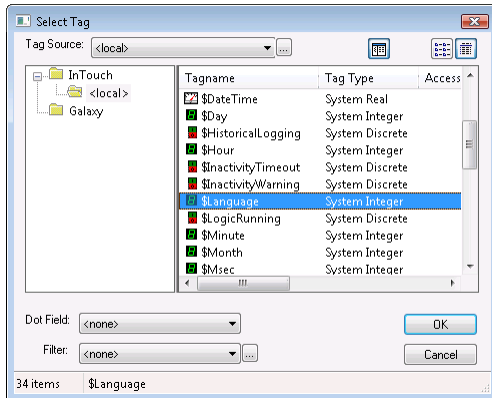 Select Tag
Tag Source: <local> ...
InTouch
<local>
Galaxy
Tagname Tag Type Access
$DateTime System Real
$Day System Integer
$HistoricalLogging System Discrete
$Hour System Integer
$InactivityTimeout System Discrete
$InactivityWarning System Discrete
$Language System Integer
$LogicRunning System Discrete
$Minute System Integer
$Month System Integer
$Msec System Integer
Dot Field: <none> OK
Filter: <none> ... Cancel
34 items $Language